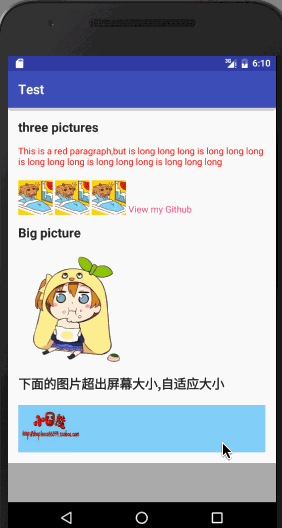 3G 6:10
Test
three pictures
This is a red paragraph,but is long long long is long long long
is long long long is long long long is long long long
View my Github
Big picture
下面的图片超出屏幕大小,自适应大小